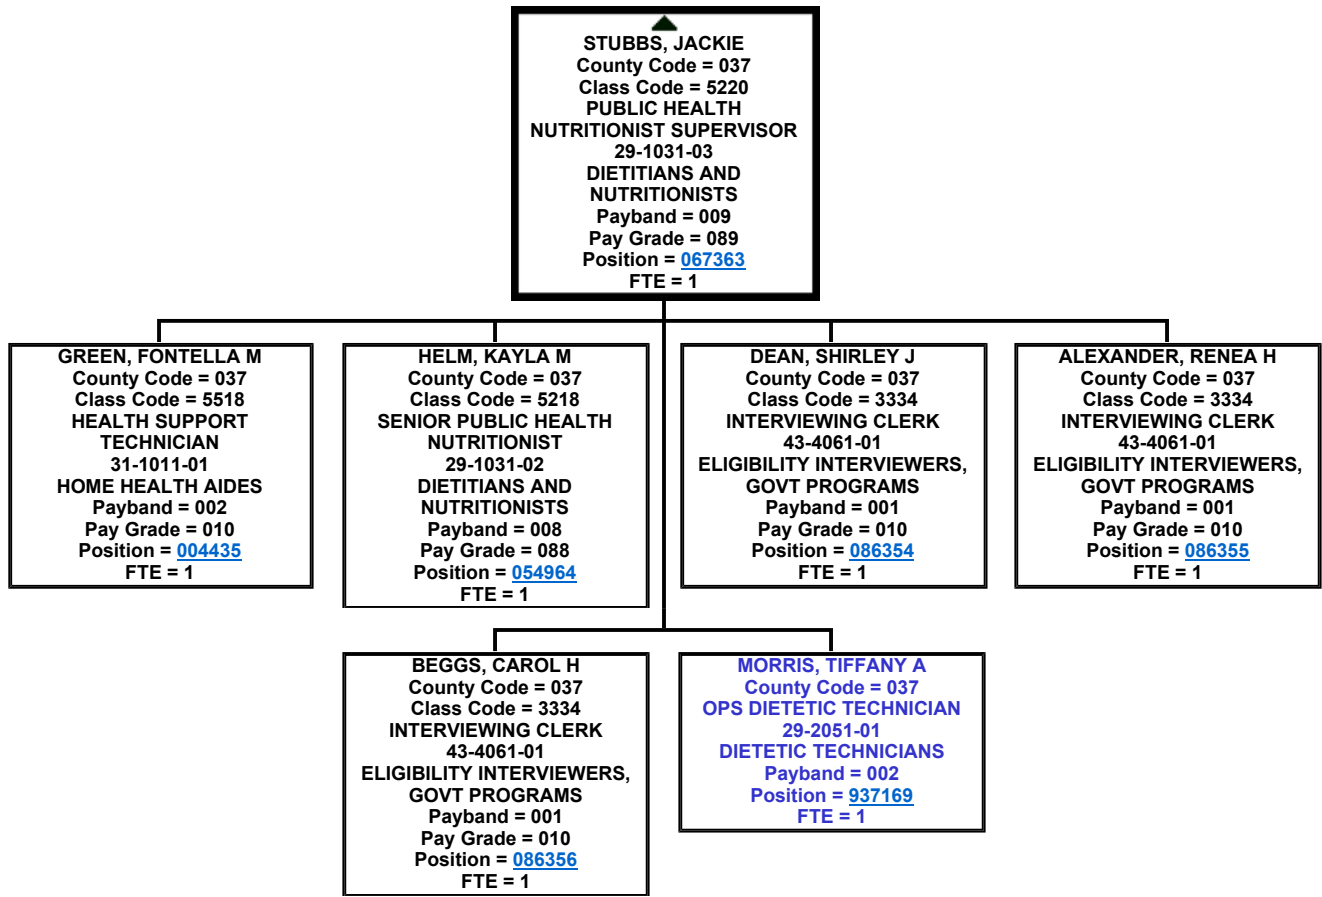 STUBBS, JACKIE
County Code = 037
Class Code = 5220
PUBLIC HEALTH
NUTRITIONIST SUPERVISOR
29-1031-03
DIETITIANS AND
NUTRITIONISTS
Payband = 009
Pay Grade = 089
Position = 067363
FTE = 1
GREEN, FONTELLA M
County Code = 037
Class Code = 5518
HEALTH SUPPORT
TECHNICIAN
31-1011-01
HOME HEALTH AIDES
Payband = 002
Pay Grade = 010
Position = 004435
FTE = 1
HELM, KAYLA M
County Code = 037
Class Code = 5218
SENIOR PUBLIC HEALTH
NUTRITIONIST
29-1031-02
DIETITIANS AND
NUTRITIONISTS
Payband = 008
Pay Grade = 088
Position = 054964
FTE = 1
DEAN, SHIRLEY J
County Code = 037
Class Code = 3334
INTERVIEWING CLERK
43-4061-01
ELIGIBILITY INTERVIEWERS,
GOVT PROGRAMS
Payband = 001
Pay Grade = 010
Position = 086354
FTE = 1
ALEXANDER, RENEA H
County Code = 037
Class Code = 3334
INTERVIEWING CLERK
43-4061-01
ELIGIBILITY INTERVIEWERS,
GOVT PROGRAMS
Payband = 001
Pay Grade = 010
Position = 086355
FTE = 1
BEGGS, CAROL H
County Code = 037
Class Code = 3334
INTERVIEWING CLERK
43-4061-01
ELIGIBILITY INTERVIEWERS,
GOVT PROGRAMS
Payband = 001
Pay Grade = 010
Position = 086356
FTE = 1
MORRIS, TIFFANY A
County Code = 037
OPS DIETETIC TECHNICIAN
29-2051-01
DIETETIC TECHNICIANS
Payband = 002
Position = 937169
FTE = 1